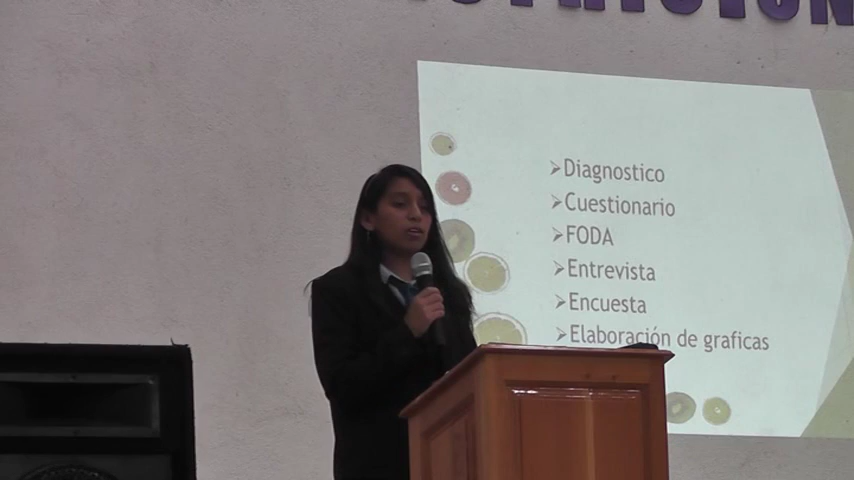 ➢Diagnostico
➢Cuestionario
➢FODA
➢Entrevista
➢Encuesta
➢Elaboración de graficas